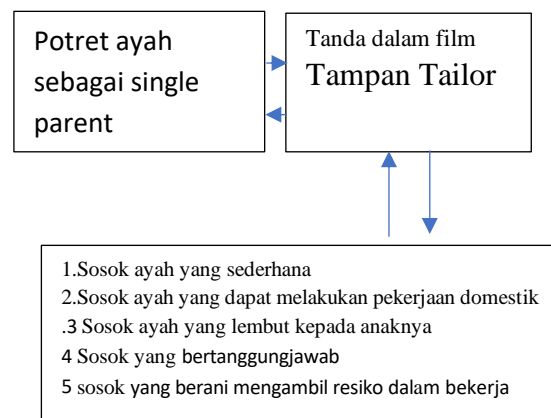 Potret ayah
sebagai single
parent
Tanda dalam film
Tampan Tailor
1.Sosok ayah yang sederhana
2.Sosok ayah yang dapat melakukan pekerjaan domestik
.3 Sosok ayah yang lembut kepada anaknya
4 Sosok yang bertanggungjawab
5 sosok yang berani mengambil resiko dalam bekerja